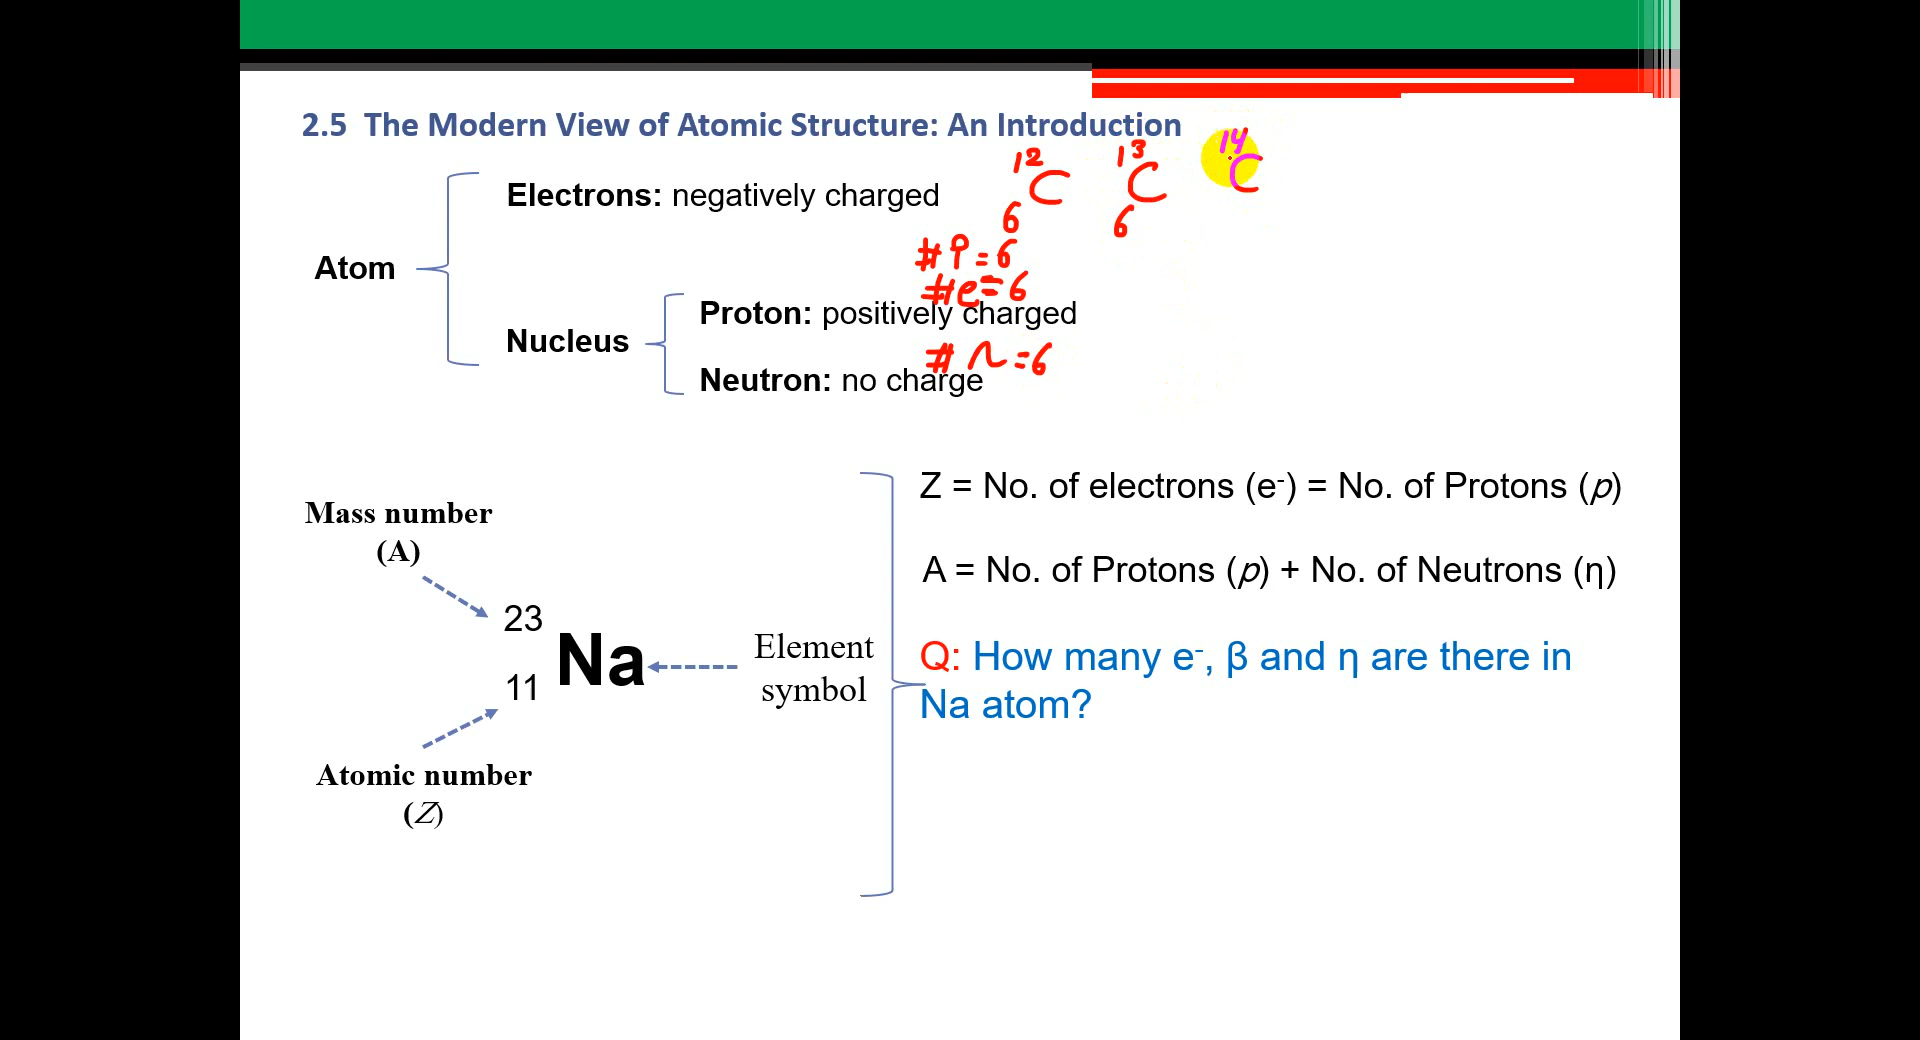 2.5 The Modern View of Atomic Structure: An Introduction
12 C 6
13 C 6
14 C
Electrons: negatively charged
# P = 6
# e⁻ = 6
Atom
Proton: positively charged
Nucleus
# n = 6
Neutron: no charge
Z = No. of electrons (e⁻) = No. of Protons (p)
Mass number
(A)
A = No. of Protons (p) + No. of Neutrons (η)
23
Na
11
Element
symbol
Q: How many e⁻, β and η are there in
Na atom?
Atomic number
(Z)